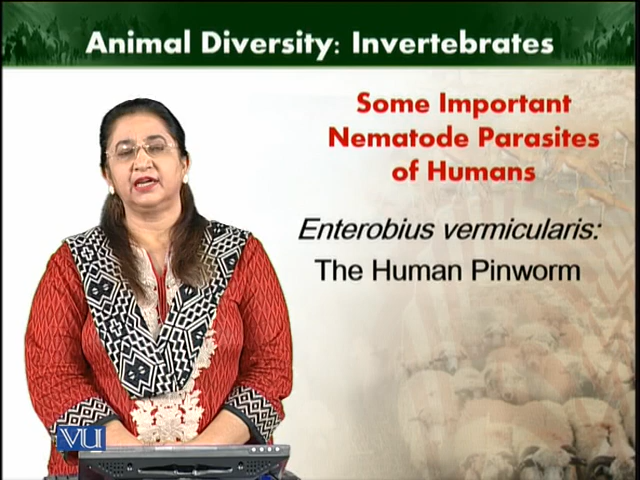 Animal Diversity: Invertebrates
Some Important
Nematode Parasites
of Humans
Enterobius vermicularis:
The Human Pinworm
VU